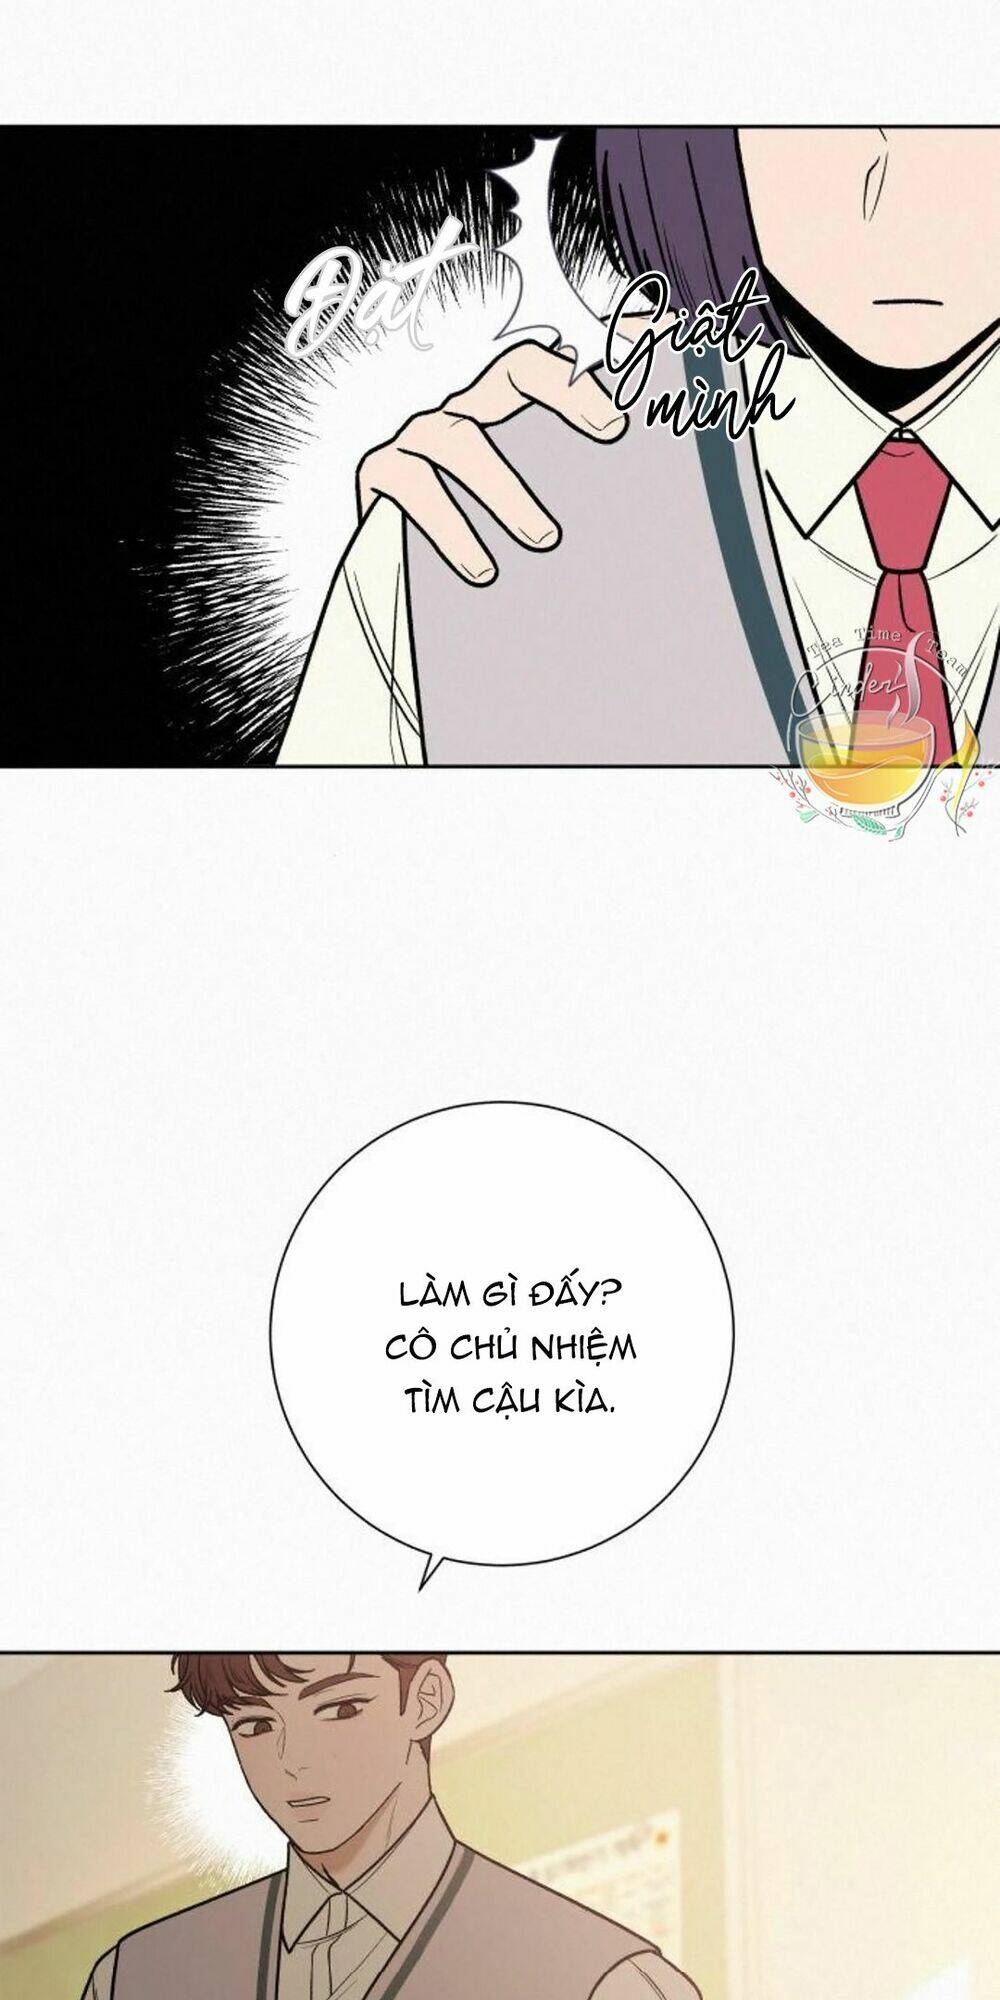 Đặt
Giật
mình
Tea Time Team
Cinder's
LÀM GÌ ĐẤY?
CÔ CHỦ NHIỆM
TÌM CẬU KÌA.